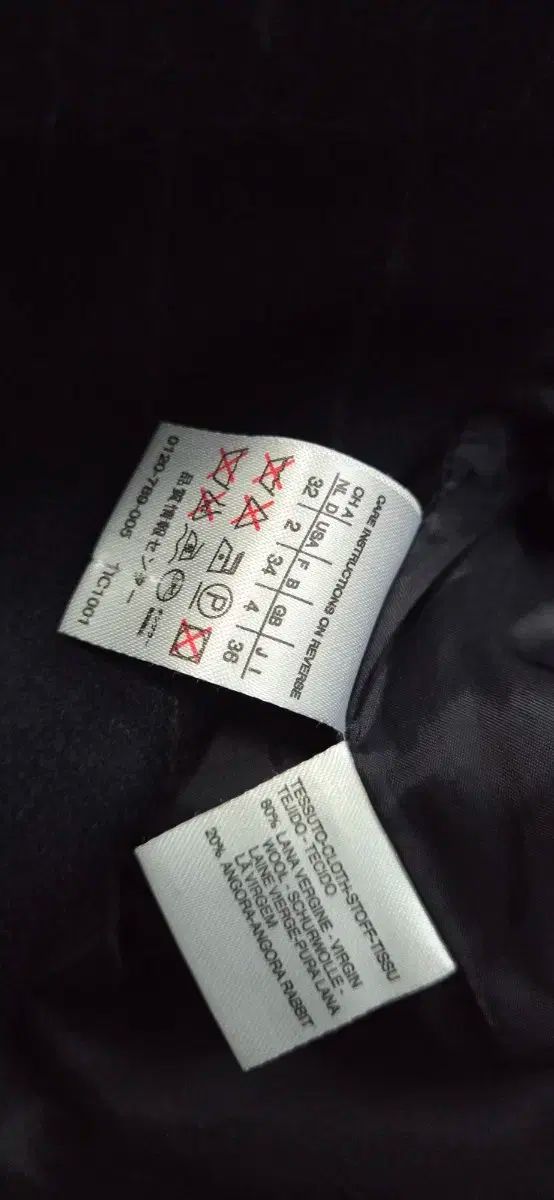 CARE INSTRUCTIONS ON REVERSE
CH A USA F GB J I
NL D B
32 2 34 4 36
P
品質情報センター
0120-789-005 TIC1001
TESSUTO-CLOTH-STOFF-TISSU
TEJIDO - TECIDO
80% LANA VERGINE - VIRGIN
WOOL - SCHURWOLLE -
LAINE VIERGE-PURA LANA
LÃ VIRGEM
20% ANGORA-ANGORA RABBIT